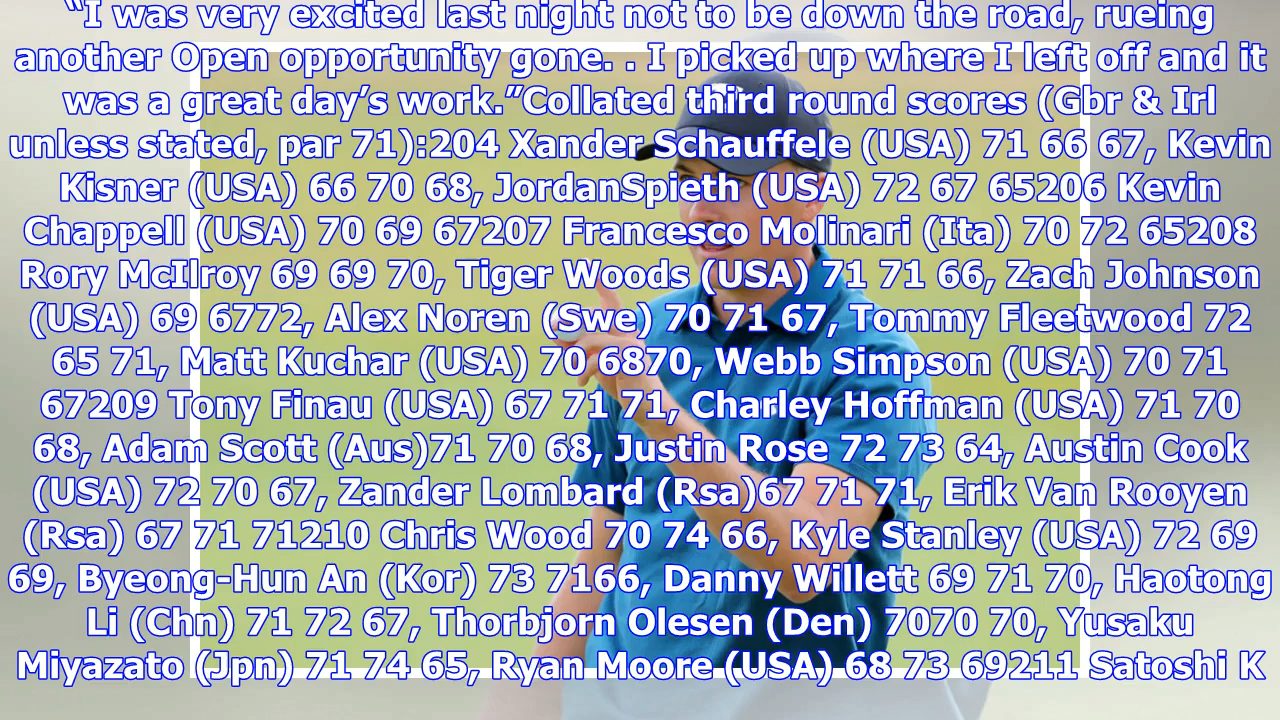 “I was very excited last night not to be down the road, rueing
another Open opportunity gone. . I picked up where I left off and it
was a great day’s work.”Collated third round scores (Gbr & Irl
unless stated, par 71):204 Xander Schauffele (USA) 71 66 67, Kevin
Kisner (USA) 66 70 68, JordanSpieth (USA) 72 67 65206 Kevin
Chappell (USA) 70 69 67207 Francesco Molinari (Ita) 70 72 65208
Rory McIlroy 69 69 70, Tiger Woods (USA) 71 71 66, Zach Johnson
(USA) 69 6772, Alex Noren (Swe) 70 71 67, Tommy Fleetwood 72
65 71, Matt Kuchar (USA) 70 6870, Webb Simpson (USA) 70 71
67209 Tony Finau (USA) 67 71 71, Charley Hoffman (USA) 71 70
68, Adam Scott (Aus)71 70 68, Justin Rose 72 73 64, Austin Cook
(USA) 72 70 67, Zander Lombard (Rsa)67 71 71, Erik Van Rooyen
(Rsa) 67 71 71210 Chris Wood 70 74 66, Kyle Stanley (USA) 72 69
69, Byeong-Hun An (Kor) 73 7166, Danny Willett 69 71 70, Haotong
Li (Chn) 71 72 67, Thorbjorn Olesen (Den) 7070 70, Yusaku
Miyazato (Jpn) 71 74 65, Ryan Moore (USA) 68 73 69211 Satoshi K